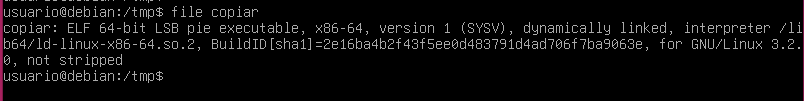 usuario@debian:/tmp$ file copiar
copiar: ELF 64-bit LSB pie executable, x86-64, version 1 (SYSV), dynamically linked, interpreter /li
b64/ld-linux-x86-64.so.2, BuildID[sha1]=2e16ba4b2f43f5ee0d483791d4ad706f7ba9063e, for GNU/Linux 3.2.
0, not stripped
usuario@debian:/tmp$